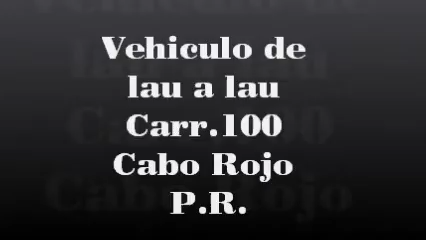 Vehiculo de
lau a lau
Carr.100
Cabo Rojo
P.R.